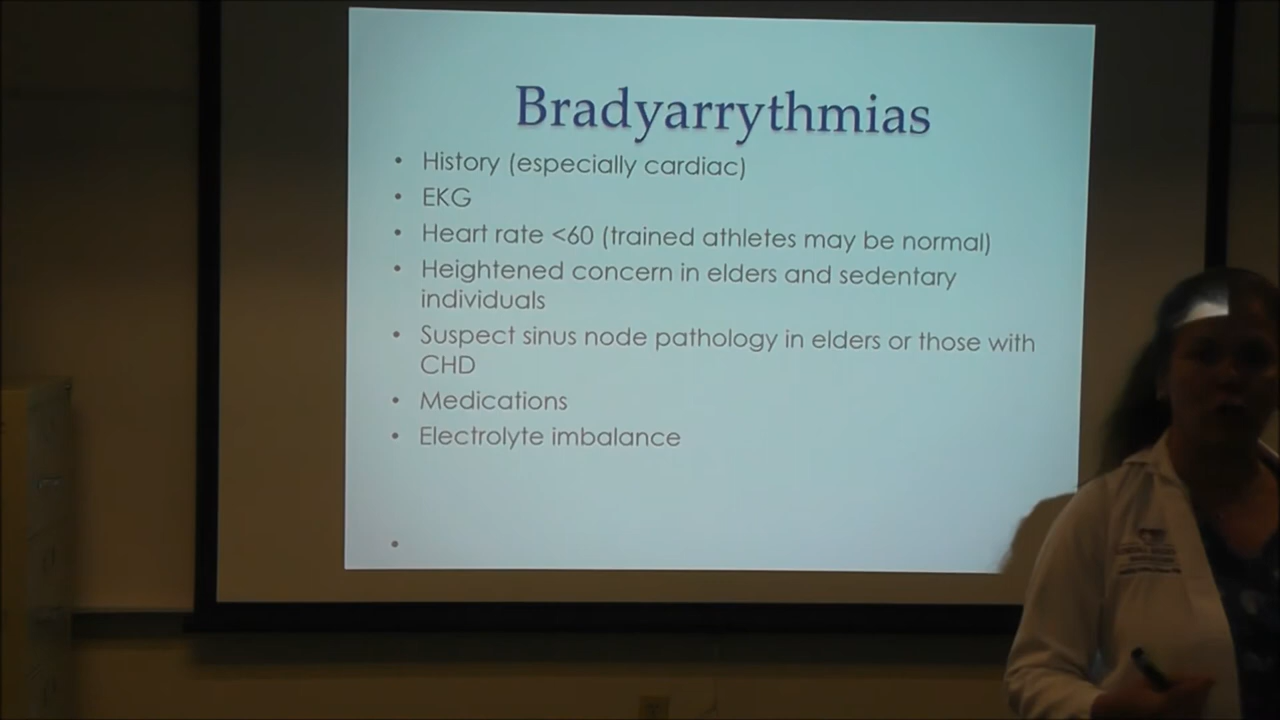 Bradyarrythmias
• History (especially cardiac)
• EKG
• Heart rate <60 (trained athletes may be normal)
• Heightened concern in elders and sedentary
individuals
• Suspect sinus node pathology in elders or those with
CHD
• Medications
• Electrolyte imbalance
•